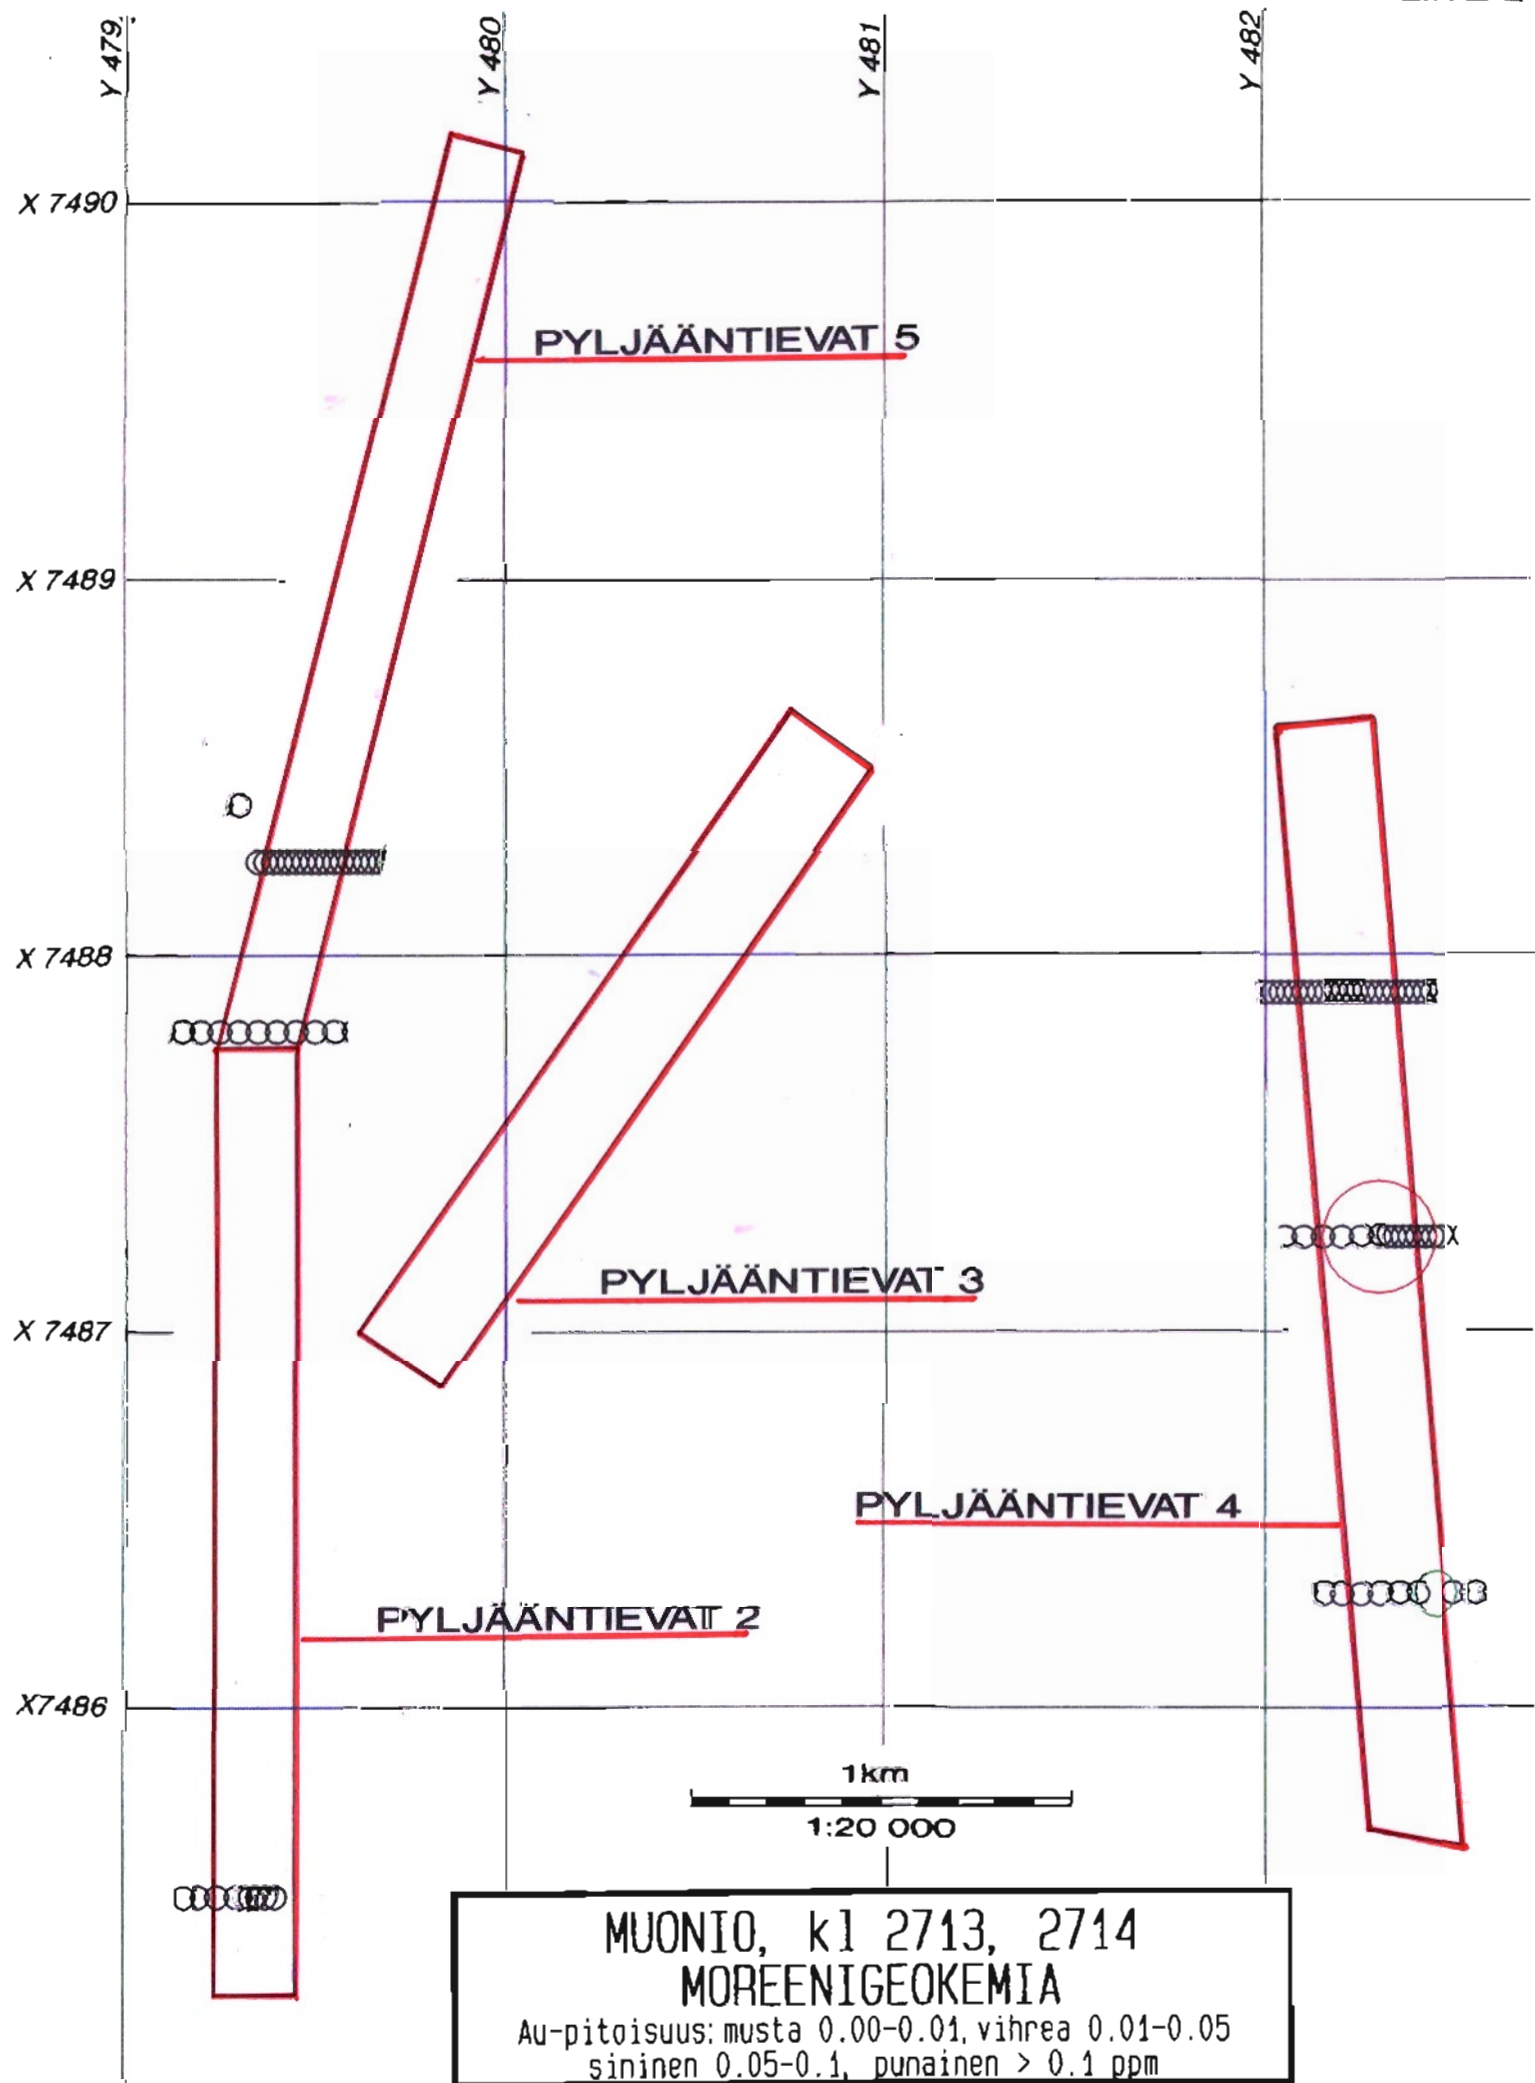 Y 479
Y 480
Y 481
Y 482
X 7490
PYLJÄÄNTIEVAT 5
X 7489
X 7488
PYLJÄÄNTIEVAT 3
X 7487
PYLJÄÄNTIEVAT 4
PYLJÄÄNTIEVAT 2
X7486
1km
1:20 000
MUONIO, kl 2713, 2714
MOREENIGEOKEMIA
Au-pitoisuus: musta 0.00-0.01, vihrea 0.01-0.05
sininen 0.05-0.1, punainen > 0.1 ppm